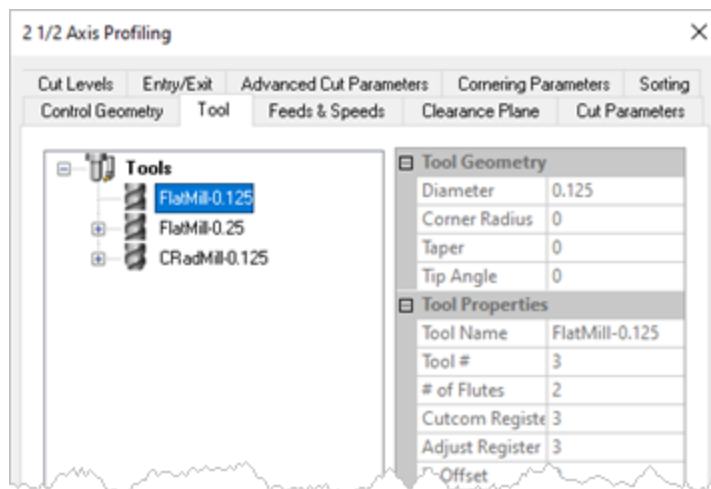 2 1/2 Axis Profiling
Cut Levels Entry/Exit Advanced Cut Parameters Cornering Parameters Sorting
Control Geometry Tool Feeds & Speeds Clearance Plane Cut Parameters
Tools
FlatMill-0.125
FlatMill-0.25
CRadMill-0.125
Tool Geometry
Diameter 0.125
Corner Radius 0
Taper 0
Tip Angle 0
Tool Properties
Tool Name FlatMill-0.125
Tool # 3
# of Flutes 2
Cutcom Registe 3
Adjust Register 3
Offset